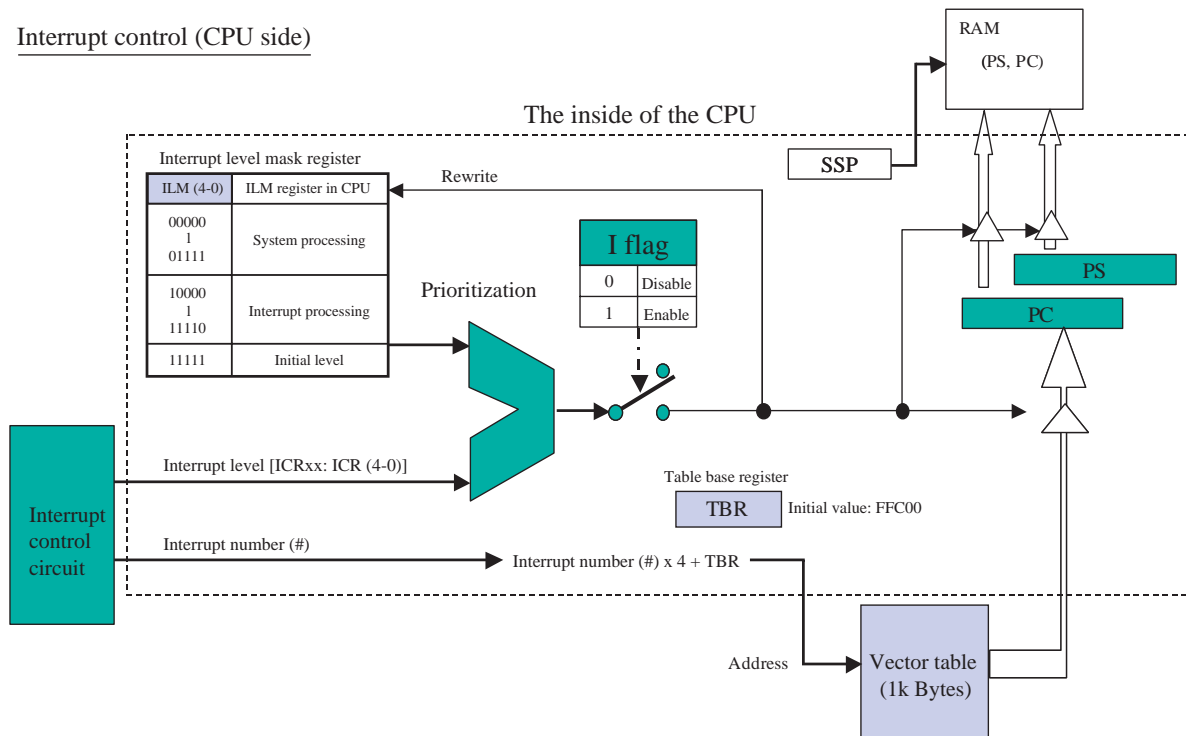 Interrupt control (CPU side)
RAM
(PS, PC)
The inside of the CPU
SSP
Interrupt level mask register
ILM (4-0)
ILM register in CPU
00000
1
01111
System processing
10000
1
11110
Interrupt processing
11111
Initial level
Rewrite
I flag
0
Disable
1
Enable
Prioritization
PS
PC
Interrupt level [ICRxx: ICR (4-0)]
Table base register
TBR
Initial value: FFC00
Interrupt
control
circuit
Interrupt number (#)
Interrupt number (#) x 4 + TBR
Address
Vector table
(1k Bytes)